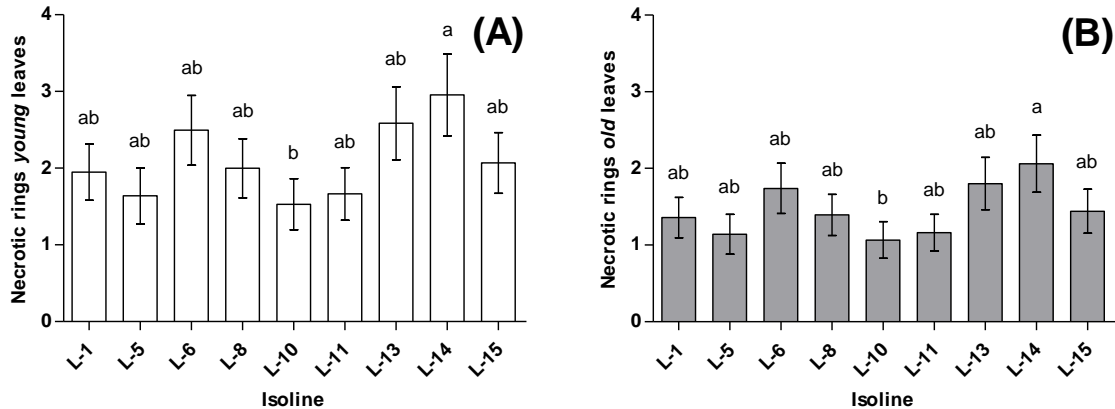 (A)
Necrotic rings young leaves
4
3
2
1
0
ab
ab
ab
ab
b
ab
ab
a
ab
L-1
L-5
L-6
L-8
L-10
L-11
L-13
L-14
L-15
Isoline
(B)
Necrotic rings old leaves
4
3
2
1
0
ab
ab
ab
ab
b
ab
ab
a
ab
L-1
L-5
L-6
L-8
L-10
L-11
L-13
L-14
L-15
Isoline